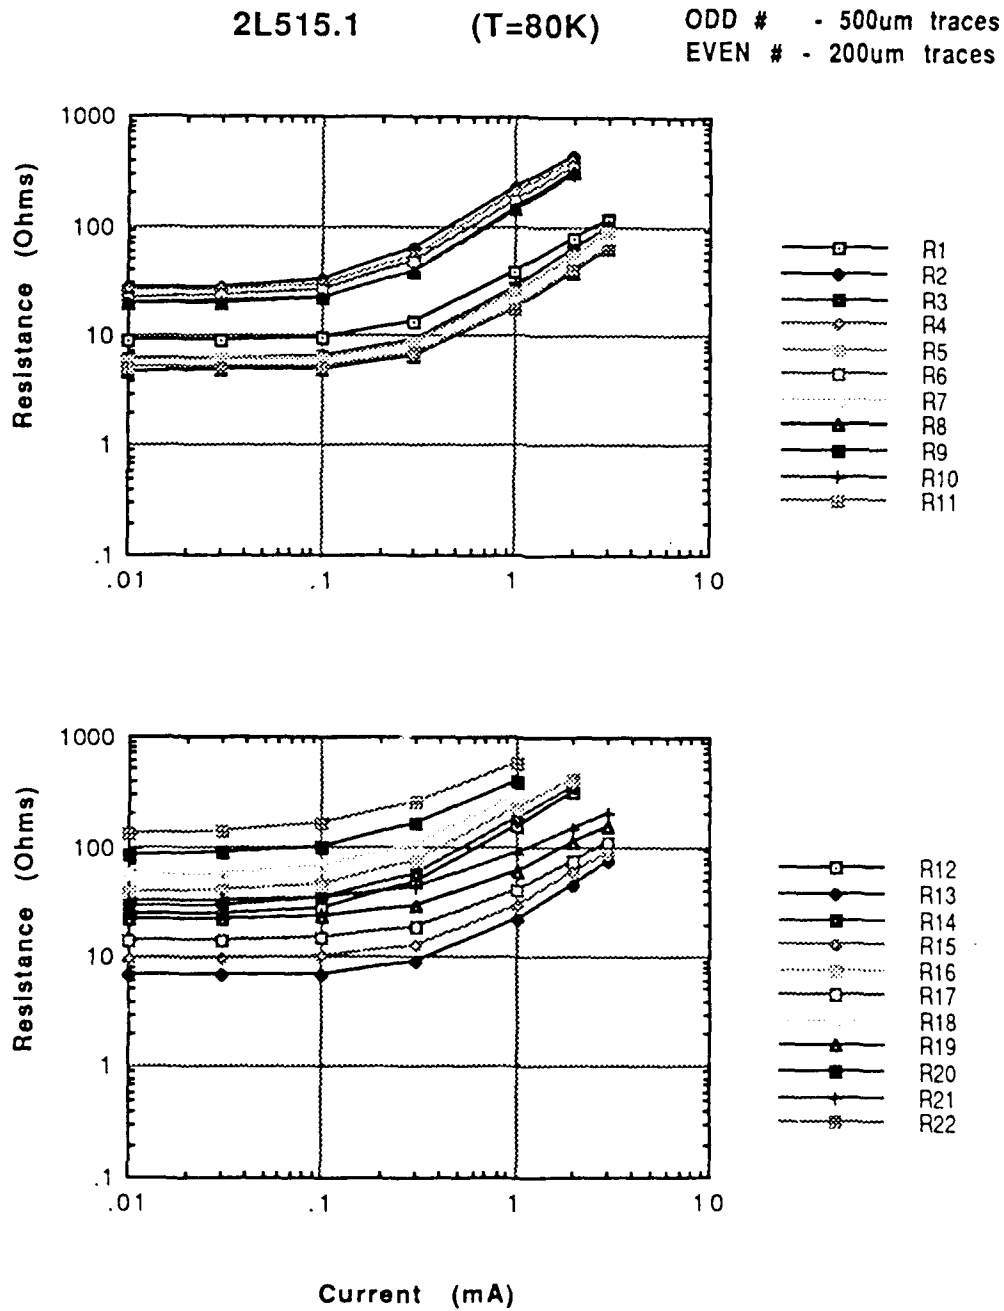 2L515.1 (T=80K) ODD # - 500um traces
EVEN # - 200um traces
1000
100
10
1
.1
Resistance (Ohms)
.01 .1 1 10
R1
R2
R3
R4
R5
R6
R7
R8
R9
R10
R11
1000
100
10
1
.1
Resistance (Ohms)
.01 .1 1 10
R12
R13
R14
R15
R16
R17
R18
R19
R20
R21
R22
Current (mA)